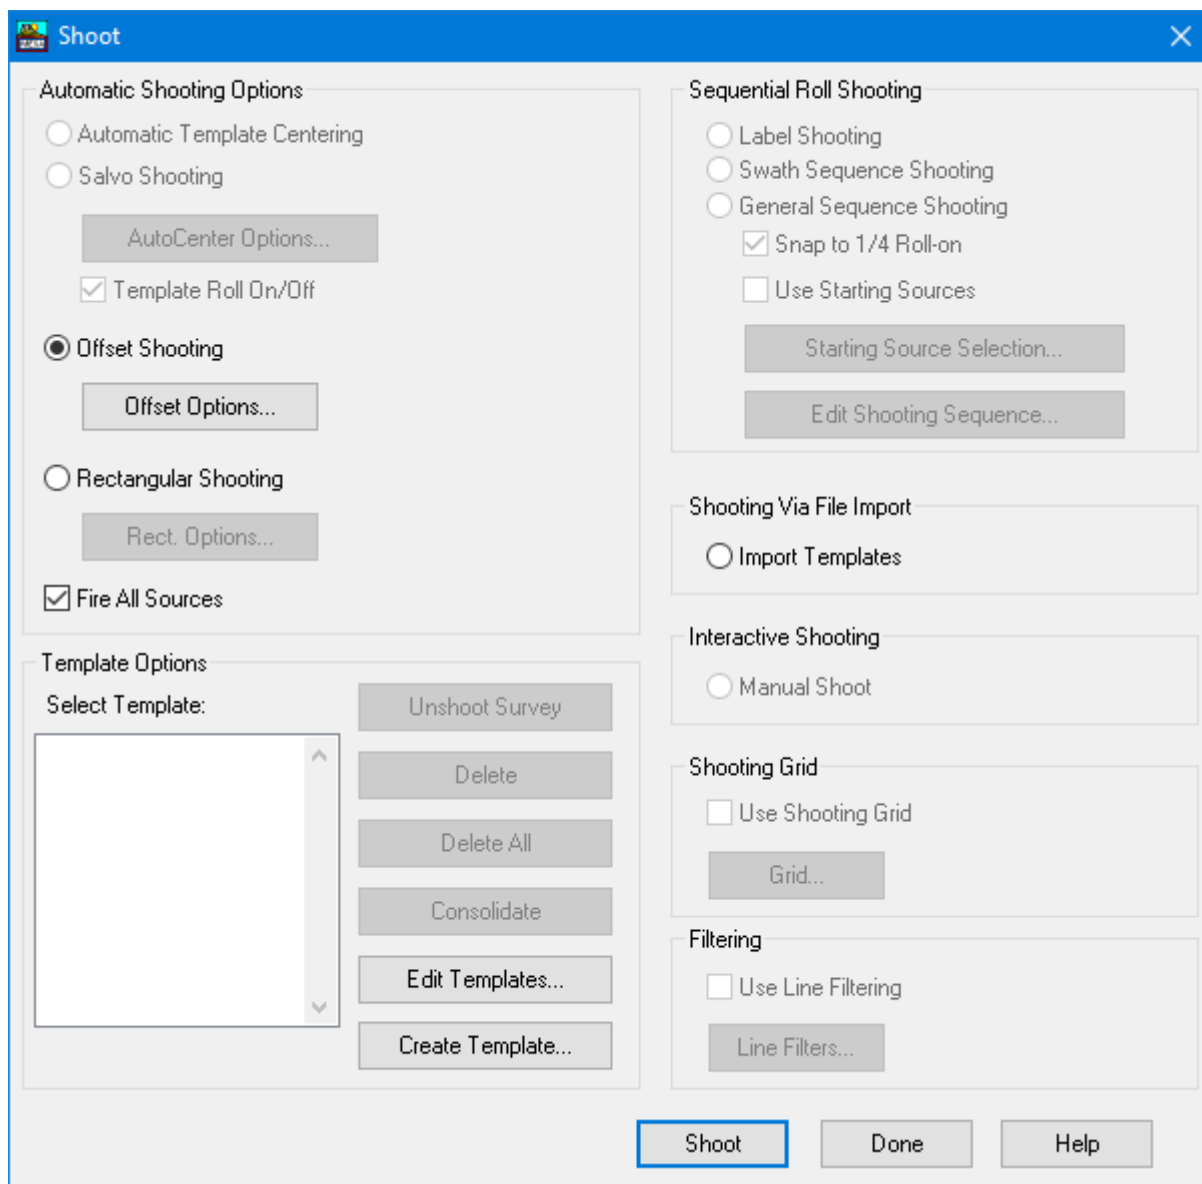 Shoot
Automatic Shooting Options
Automatic Template Centering
Salvo Shooting
AutoCenter Options...
Template Roll On/Off
Offset Shooting
Offset Options...
Rectangular Shooting
Rect. Options...
Fire All Sources
Template Options
Select Template:
Unshoot Survey
Delete
Delete All
Consolidate
Edit Templates...
Create Template...
Sequential Roll Shooting
Label Shooting
Swath Sequence Shooting
General Sequence Shooting
Snap to 1/4 Roll-on
Use Starting Sources
Starting Source Selection...
Edit Shooting Sequence...
Shooting Via File Import
Import Templates
Interactive Shooting
Manual Shoot
Shooting Grid
Use Shooting Grid
Grid...
Filtering
Use Line Filtering
Line Filters...
Shoot
Done
Help